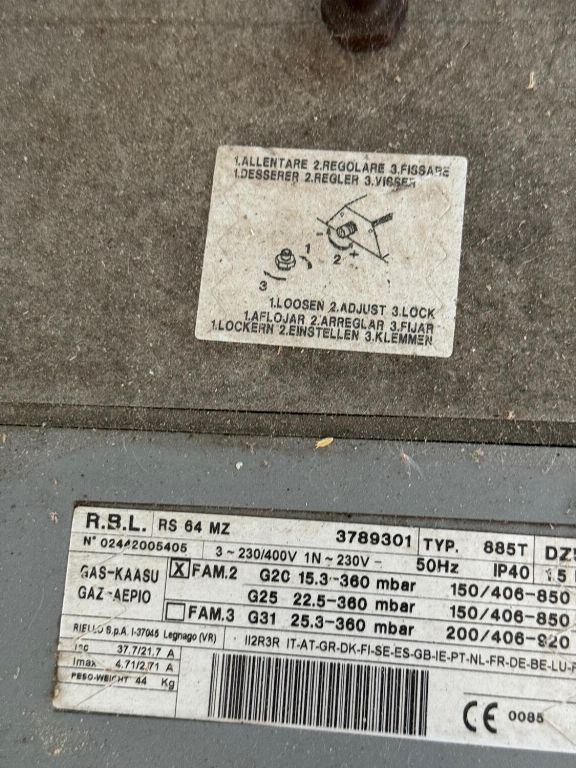 1.ALLENTARE 2.REGOLARE 3.FISSARE
1.DESSERER 2.REGLER 3.VISSER
1
- 2 +
3
1.LOOSEN 2.ADJUST 3.LOCK
1.AFLOJAR 2.ARREGLAR 3.FIJAR
1.LOCKERN 2.EINSTELLEN 3.KLEMMEN
R.B.L. RS 64 MZ 3789301 TYP. 885T
N° 02442005405 3 ~ 230/400V 1N ~ 230V ~ 50Hz IP40
GAS-KAASU X FAM.2 G20 15.3-360 mbar 150/406-850
GAZ-ΑΕΡΙΟ G25 22.5-360 mbar 150/406-850
FAM.3 G31 25.3-360 mbar 200/406-920
RIELLO S.p.A. I-37045 Legnago (VR) II2R3R IT-AT-GR-DK-FI-SE-ES-GB-IE-PT-NL-FR-DE-BE-LU-
37.7/21.7 A
Imax 4.71/2.71 A
PESO-WEIGHT 44 Kg
CE 0085